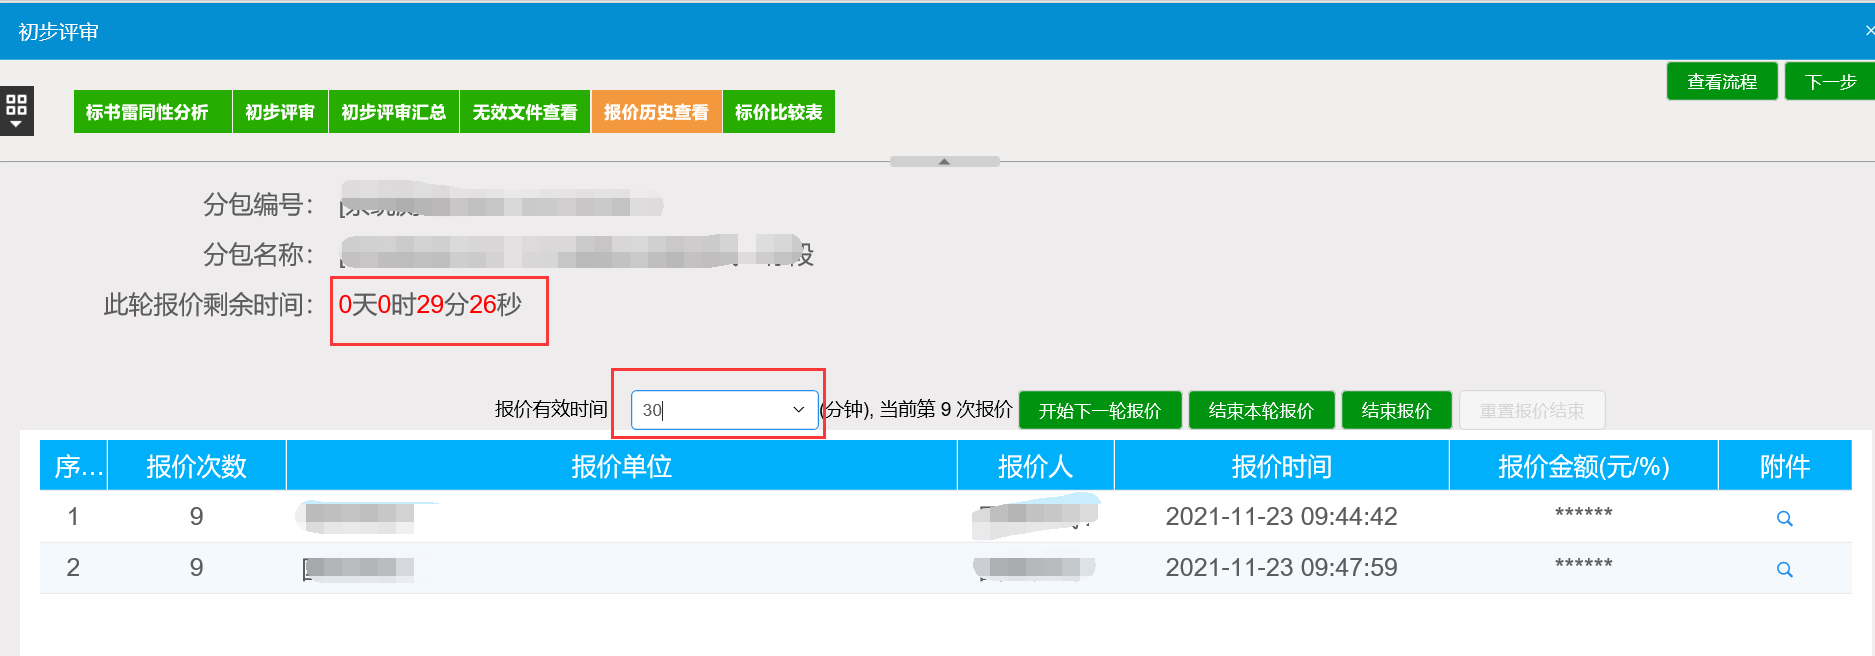 初步评审
查看流程 下一步
标书雷同性分析 初步评审 初步评审汇总 无效文件查看 报价历史查看 标价比较表
分包编号：
分包名称： 段
此轮报价剩余时间： 0天0时29分26秒
报价有效时间 30 (分钟), 当前第 9 次报价 开始下一轮报价 结束本轮报价 结束报价 重置报价结束
序... 报价次数 报价单位 报价人 报价时间 报价金额(元/%) 附件
1 9 2021-11-23 09:44:42 ******
2 9 2021-11-23 09:47:59 ******